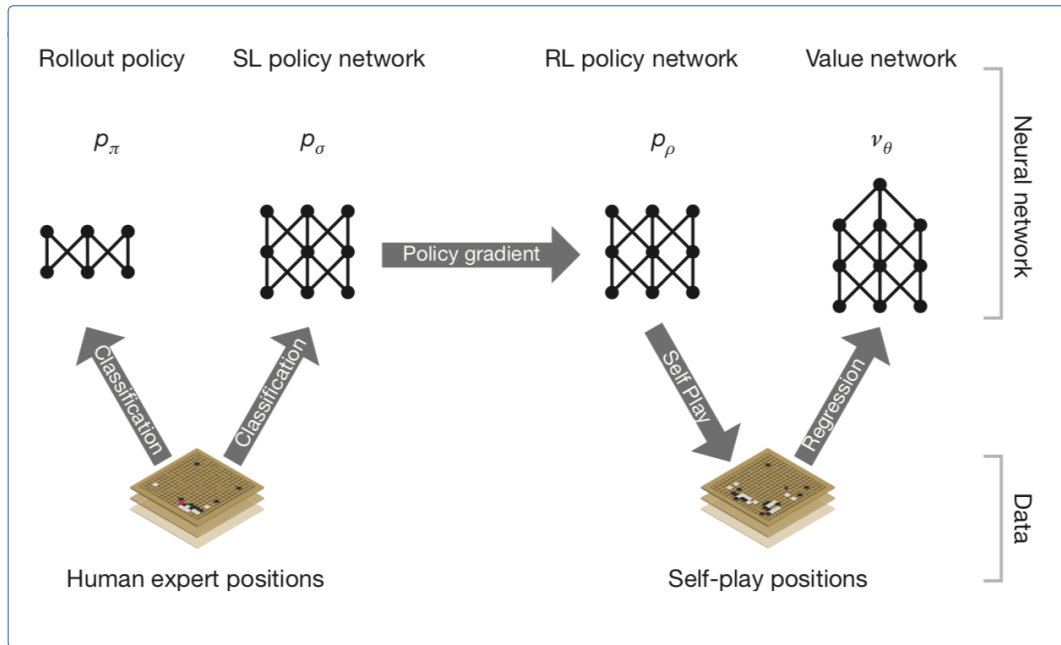 Rollout policy
SL policy network
RL policy network
Value network
pπ
pσ
pρ
νθ
Neural network
Policy gradient
Classification
Classification
Self Play
Regression
Data
Human expert positions
Self-play positions